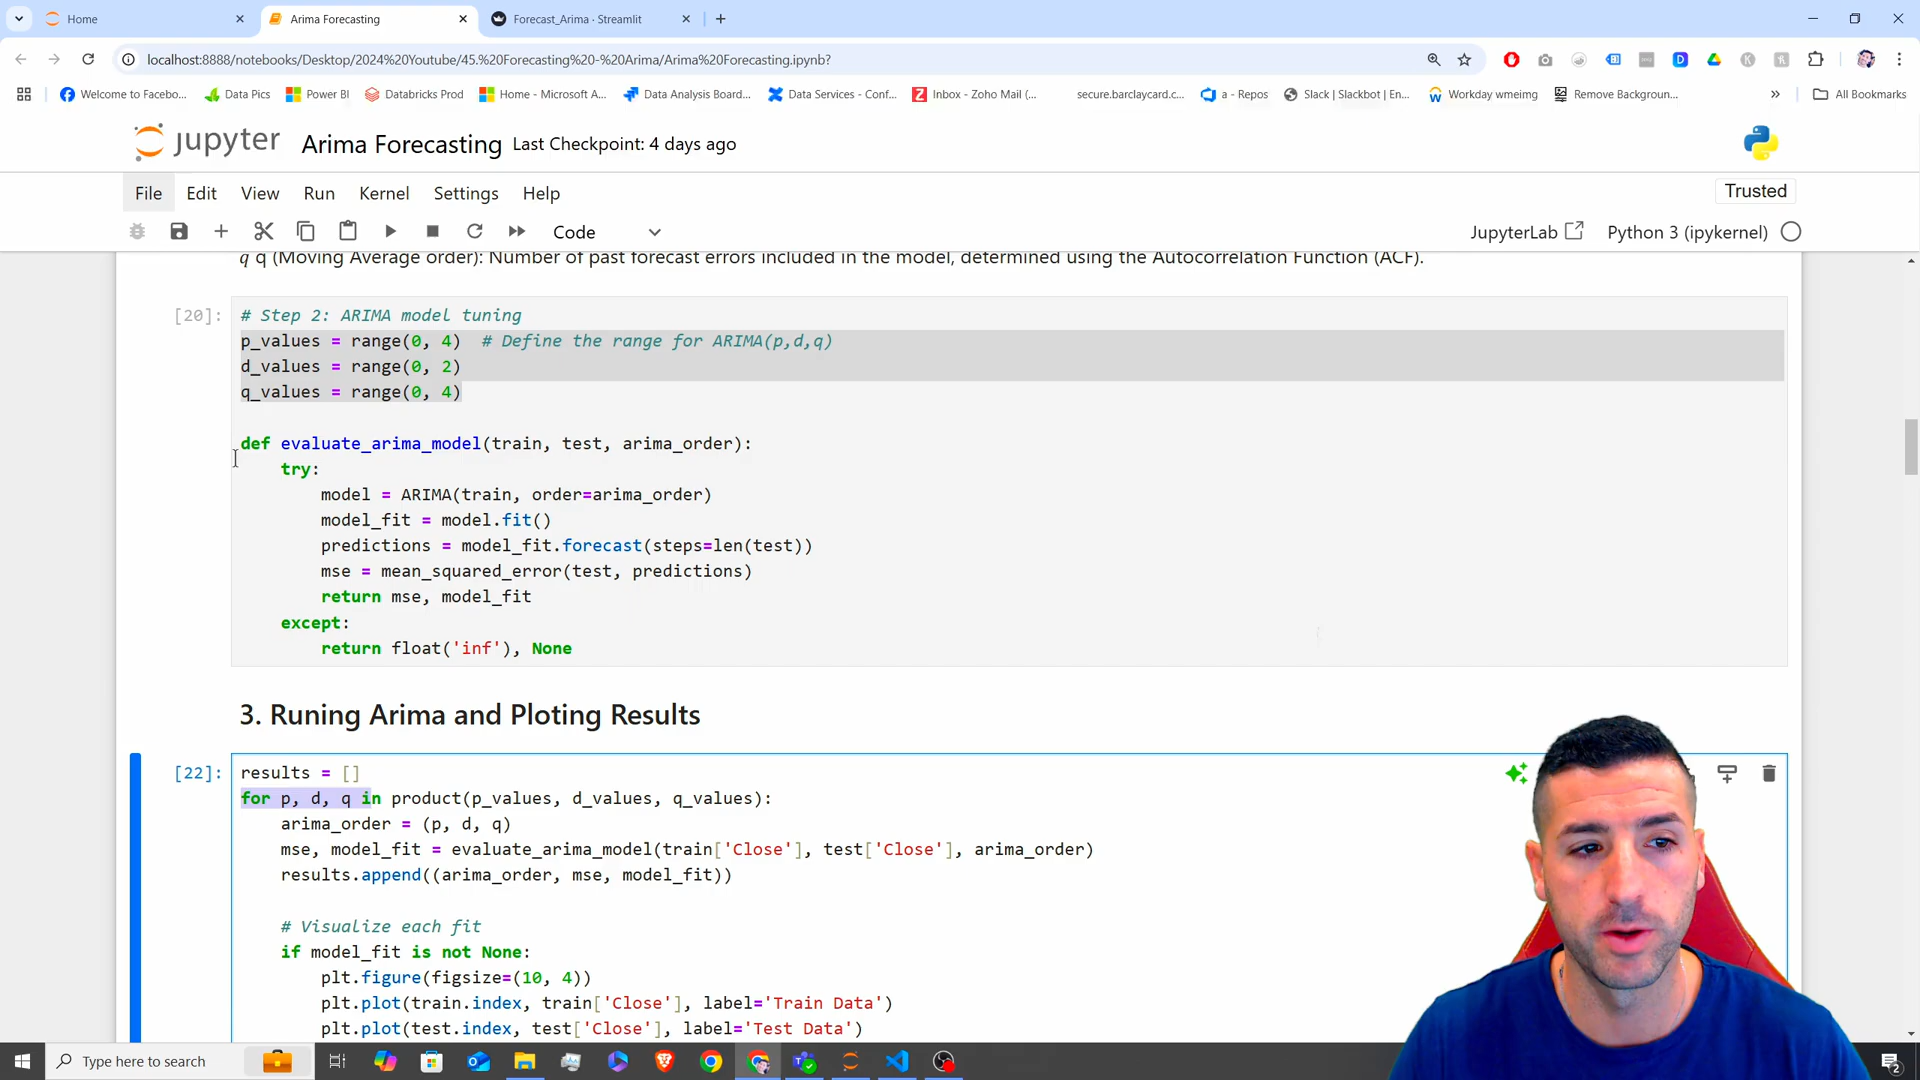 Home
Arima Forecasting
Forecast_Arima · Streamlit
localhost:8888/notebooks/Desktop/2024%20Youtube/45.%20Forecasting%20-%20Arima/Arima%20Forecasting.ipynb?
Welcome to Facebo...
Data Pics
Power BI
Databricks Prod
Home - Microsoft A...
Data Analysis Board...
Data Services - Conf...
Inbox - Zoho Mail (...
secure.barclaycard.c...
a - Repos
Slack | Slackbot | En...
Workday wmeimg
Remove Backgroun...
All Bookmarks
jupyter Arima Forecasting Last Checkpoint: 4 days ago
File Edit View Run Kernel Settings Help
Trusted
Code
JupyterLab
Python 3 (ipykernel)
q q (Moving Average order): Number of past forecast errors included in the model, determined using the Autocorrelation Function (ACF).
[20]:
# Step 2: ARIMA model tuning
p_values = range(0, 4)  # Define the range for ARIMA(p,d,q)
d_values = range(0, 2)
q_values = range(0, 4)
def evaluate_arima_model(train, test, arima_order):
    try:
        model = ARIMA(train, order=arima_order)
        model_fit = model.fit()
        predictions = model_fit.forecast(steps=len(test))
        mse = mean_squared_error(test, predictions)
        return mse, model_fit
    except:
        return float('inf'), None
3. Runing Arima and Ploting Results
[22]:
results = []
for p, d, q in product(p_values, d_values, q_values):
    arima_order = (p, d, q)
    mse, model_fit = evaluate_arima_model(train['Close'], test['Close'], arima_order)
    results.append((arima_order, mse, model_fit))
    # Visualize each fit
    if model_fit is not None:
        plt.figure(figsize=(10, 4))
        plt.plot(train.index, train['Close'], label='Train Data')
        plt.plot(test.index, test['Close'], label='Test Data')
Type here to search
2